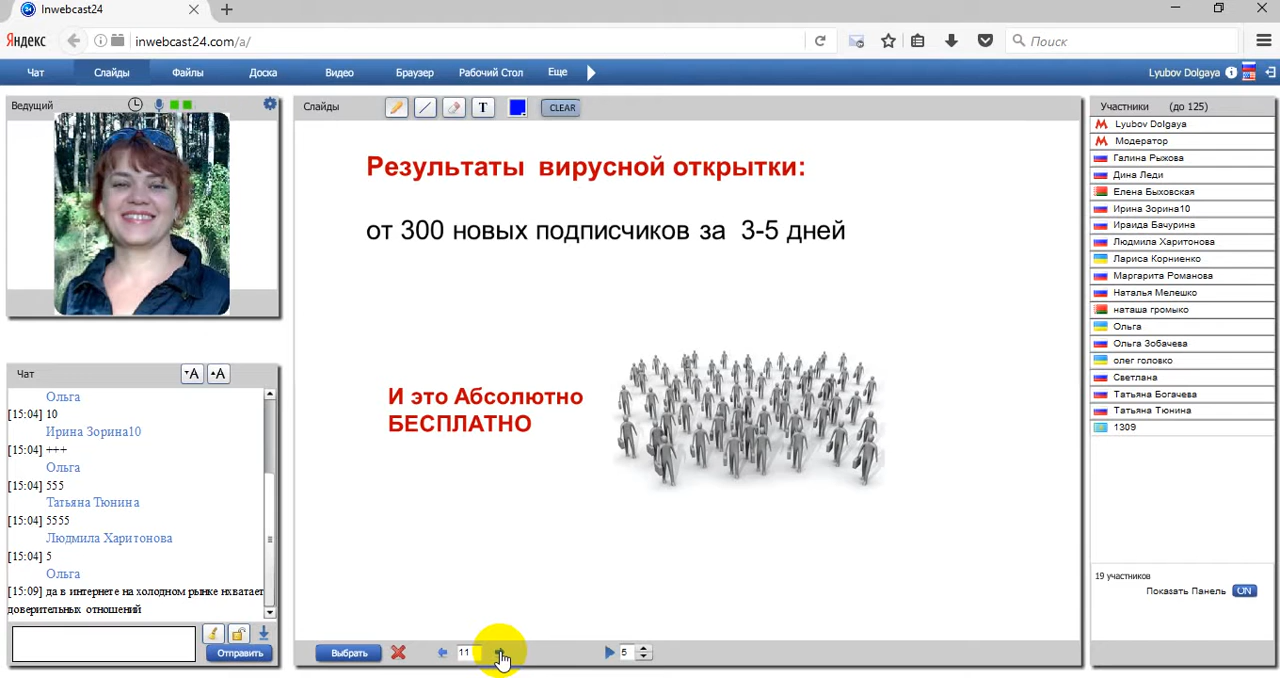 Inwebcast24
Яндекс
inwebcast24.com/a/
Поиск
Чат
Слайды
Файлы
Доска
Видео
Браузер
Рабочий Стол
Еще
Lyubov Dolgaya
Ведущий
Слайды
T
CLEAR
Результаты вирусной открытки:
от 300 новых подписчиков за 3-5 дней
И это Абсолютно
БЕСПЛАТНО
Чат
A
A
Ольга
[15:04] 10
Ирина Зорина10
[15:04] +++
Ольга
[15:04] 555
Татьяна Тюнина
[15:04] 5555
Людмила Харитонова
[15:04] 5
Ольга
[15:09] да в интернете на холодном рынке нхватает
доверительных отношений
Отправить
Выбрать
11
5
Участники (до 125)
Lyubov Dolgaya
Модератор
Галина Рыхова
Дина Леди
Елена Быховская
Ирина Зорина10
Ираида Бачурина
Людмила Харитонова
Лариса Корниенко
Маргарита Романова
Наталья Мелешко
наташа громыко
Ольга
Ольга Зобачева
олег головко
Светлана
Татьяна Богачева
Татьяна Тюнина
1309
19 участников
Показать Панель ON